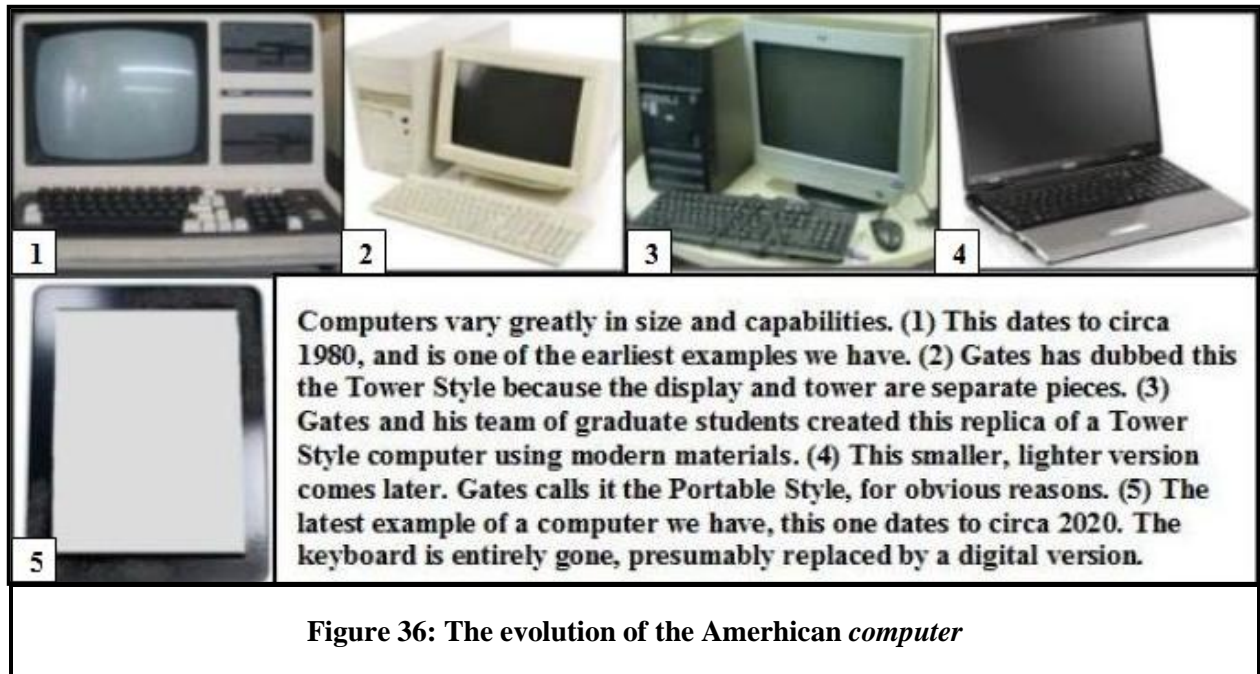 1
2
3
4
5
Computers vary greatly in size and capabilities. (1) This dates to circa
1980, and is one of the earliest examples we have. (2) Gates has dubbed this
the Tower Style because the display and tower are separate pieces. (3)
Gates and his team of graduate students created this replica of a Tower
Style computer using modern materials. (4) This smaller, lighter version
comes later. Gates calls it the Portable Style, for obvious reasons. (5) The
latest example of a computer we have, this one dates to circa 2020. The
keyboard is entirely gone, presumably replaced by a digital version.
Figure 36: The evolution of the Amerhican computer